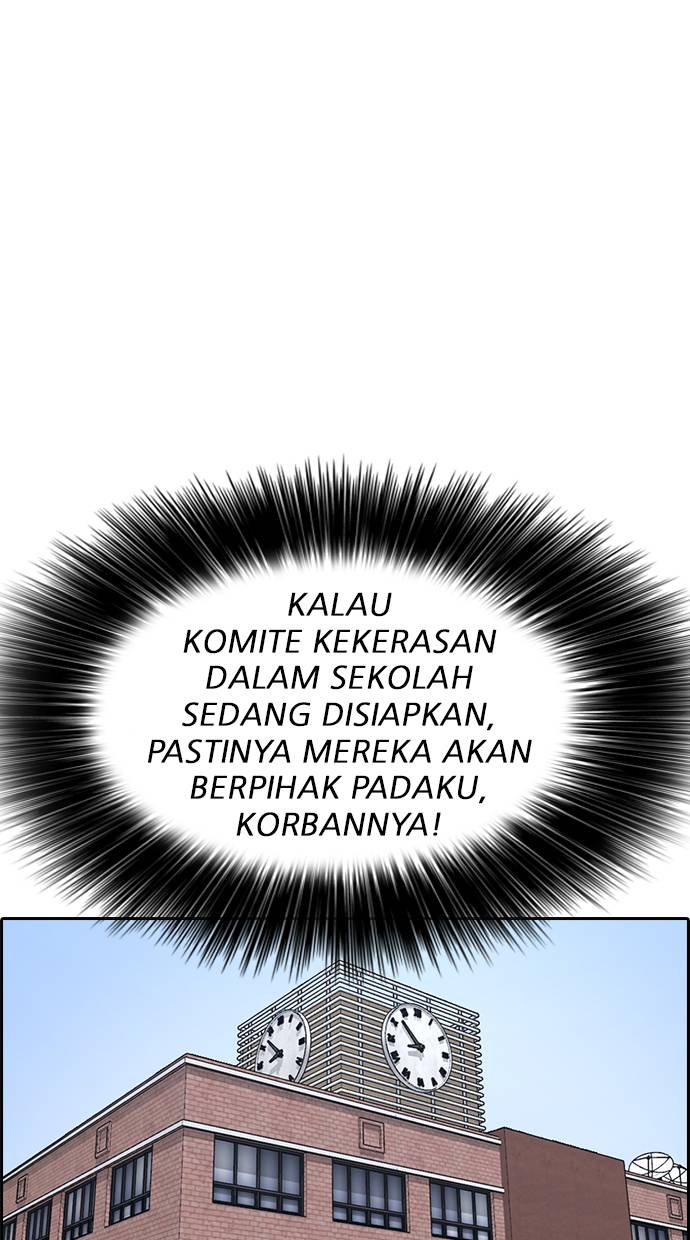 KALAU
KOMITE KEKERASAN
DALAM SEKOLAH
SEDANG DISIAPKAN,
PASTINYA MEREKA AKAN
BERPIHAK PADAKU,
KORBANNYA!